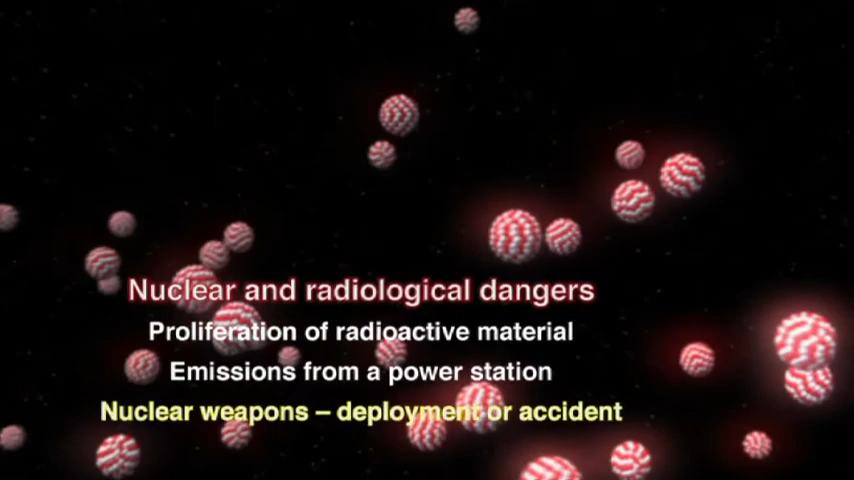 Nuclear and radiological dangers
Proliferation of radioactive material
Emissions from a power station
Nuclear weapons – deployment or accident